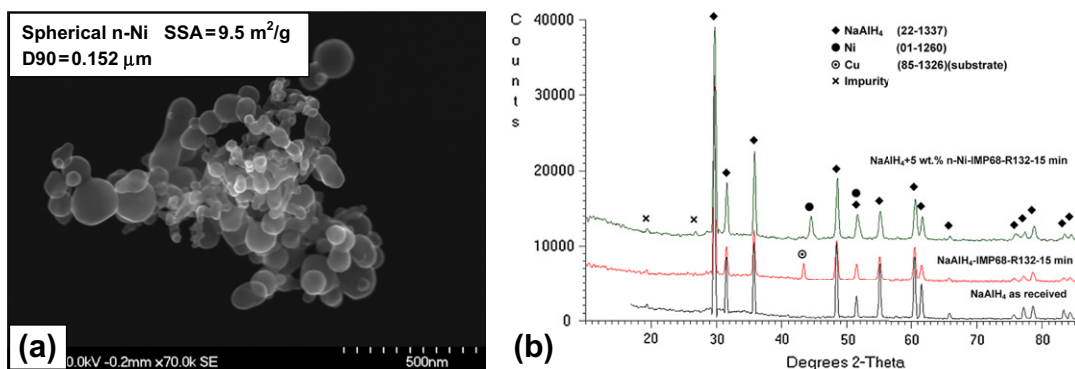 Spherical n-Ni SSA=9.5 m²/g
D90=0.152 μm
(a)
0.0kV -0.2mm x70.0k SE
500nm
Counts
40000
30000
20000
10000
0
◆ NaAlH₄ (22-1337)
● Ni (01-1260)
⊙ Cu (85-1326)(substrate)
× Impurity
NaAlH₄+5 wt.% n-Ni-IMP68-R132-15 min
NaAlH₄-IMP68-R132-15 min
NaAlH₄ as received
20 30 40 50 60 70 80
Degrees 2-Theta
(b)